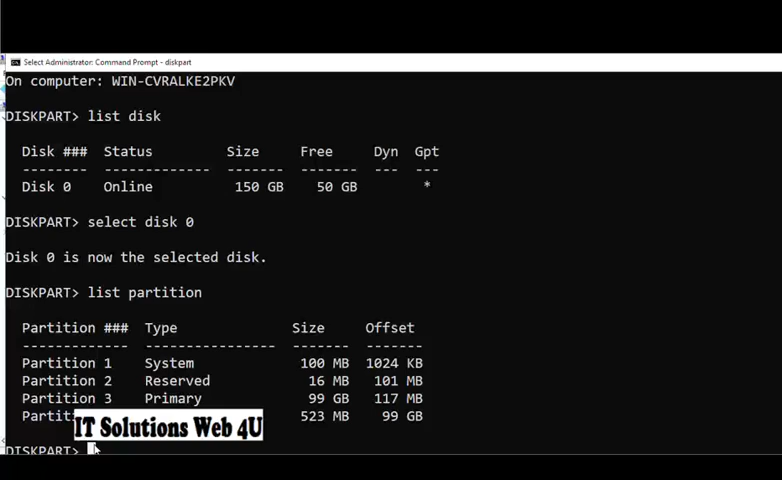 Select Administrator: Command Prompt - diskpart
On computer: WIN-CVRALKE2PKV
DISKPART> list disk
Disk ### Status Size Free Dyn Gpt
-------- ------------- ------- ------- --- ---
Disk 0 Online 150 GB 50 GB *
DISKPART> select disk 0
Disk 0 is now the selected disk.
DISKPART> list partition
Partition ### Type Size Offset
------------- ---------------- ------- -------
Partition 1 System 100 MB 1024 KB
Partition 2 Reserved 16 MB 101 MB
Partition 3 Primary 99 GB 117 MB
523 MB 99 GB
IT Solutions Web 4U
DISKPART>